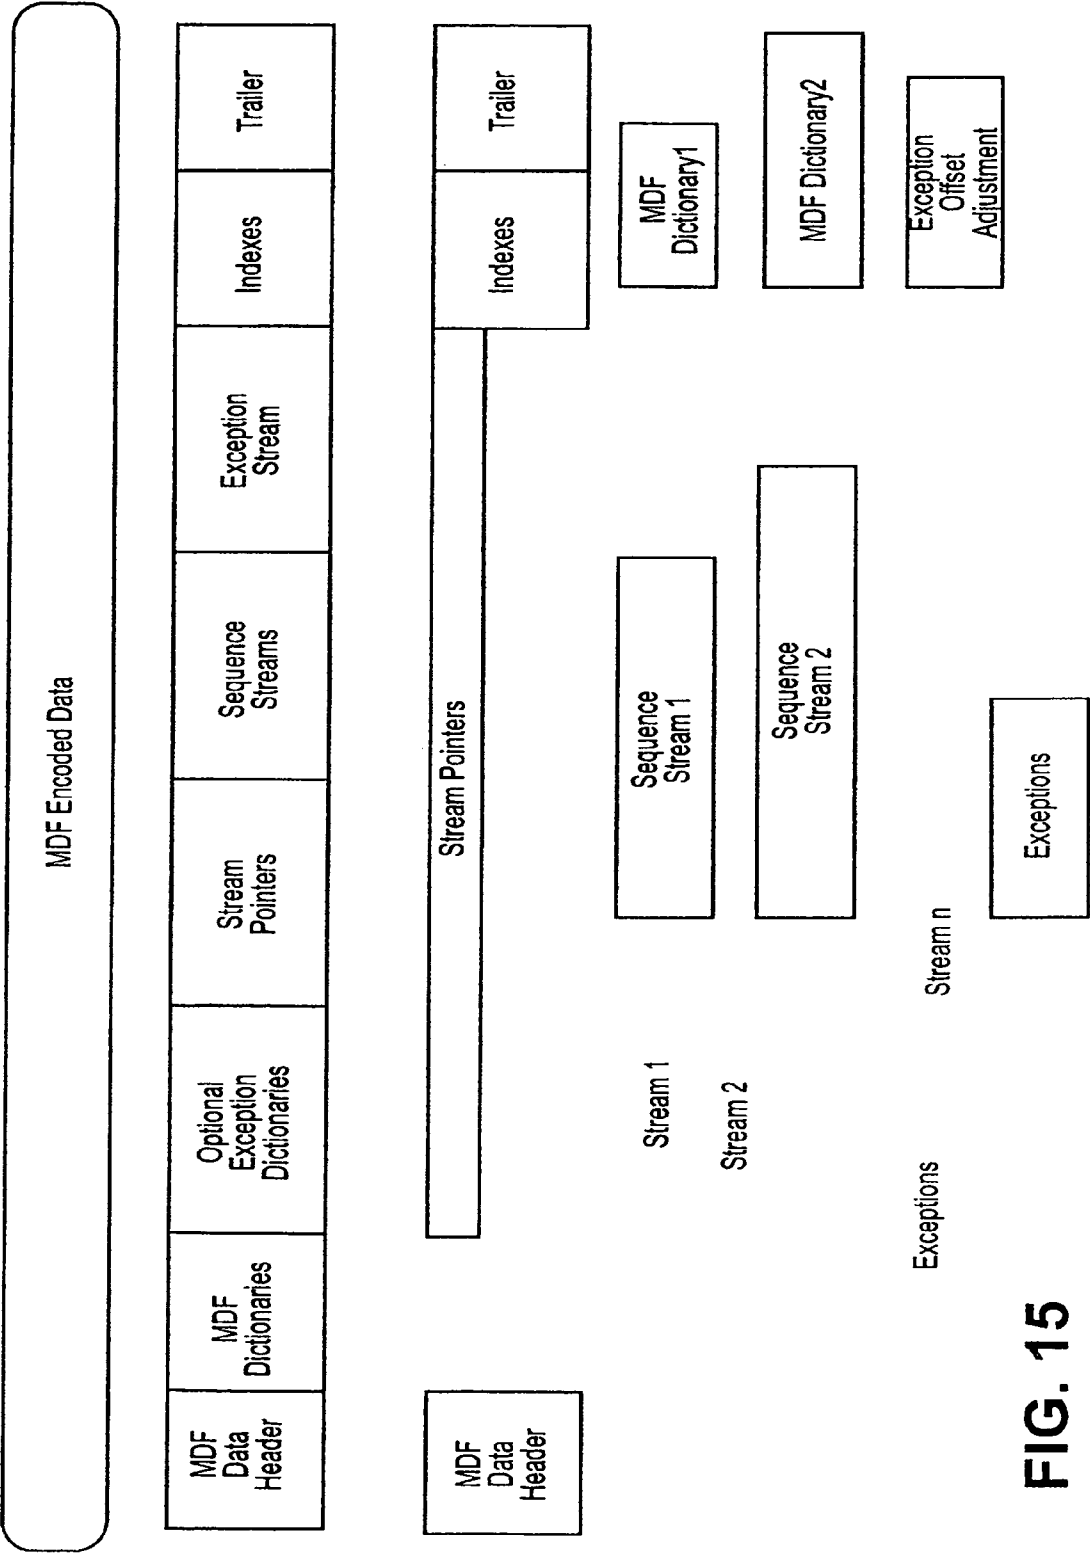 MDF Encoded Data
MDF
Data
Header
MDF
Dictionaries
Optional
Exception
Dictionaries
Stream
Pointers
Sequence
Streams
Exception
Stream
Indexes
Trailer
MDF
Data
Header
Stream Pointers
Indexes
Trailer
Stream 1
Sequence
Stream 1
MDF
Dictionary1
Stream 2
Sequence
Stream 2
MDF Dictionary2
Exceptions
Stream n
Exceptions
Exception
Offset
Adjustment
FIG. 15